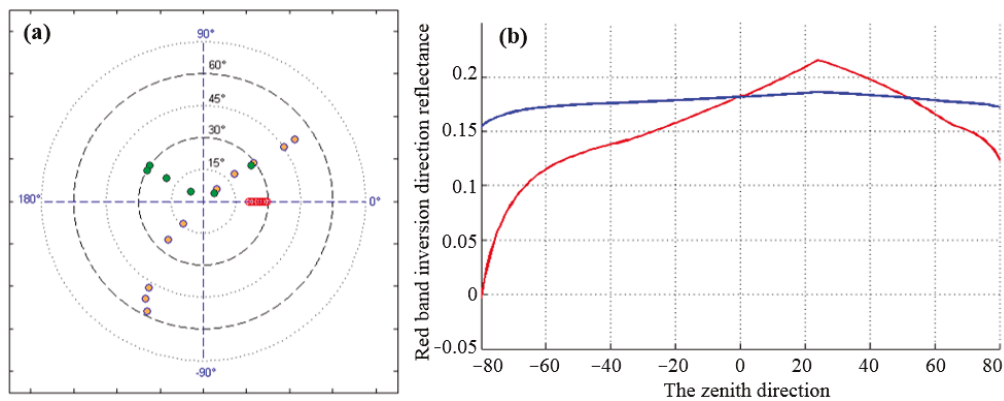 (a)
90°
60°
45°
30°
15°
180°
0°
-90°
(b)
Red band inversion direction reflectance
0.2
0.15
0.1
0.05
0
-0.05
-80 -60 -40 -20 0 20 40 60 80
The zenith direction